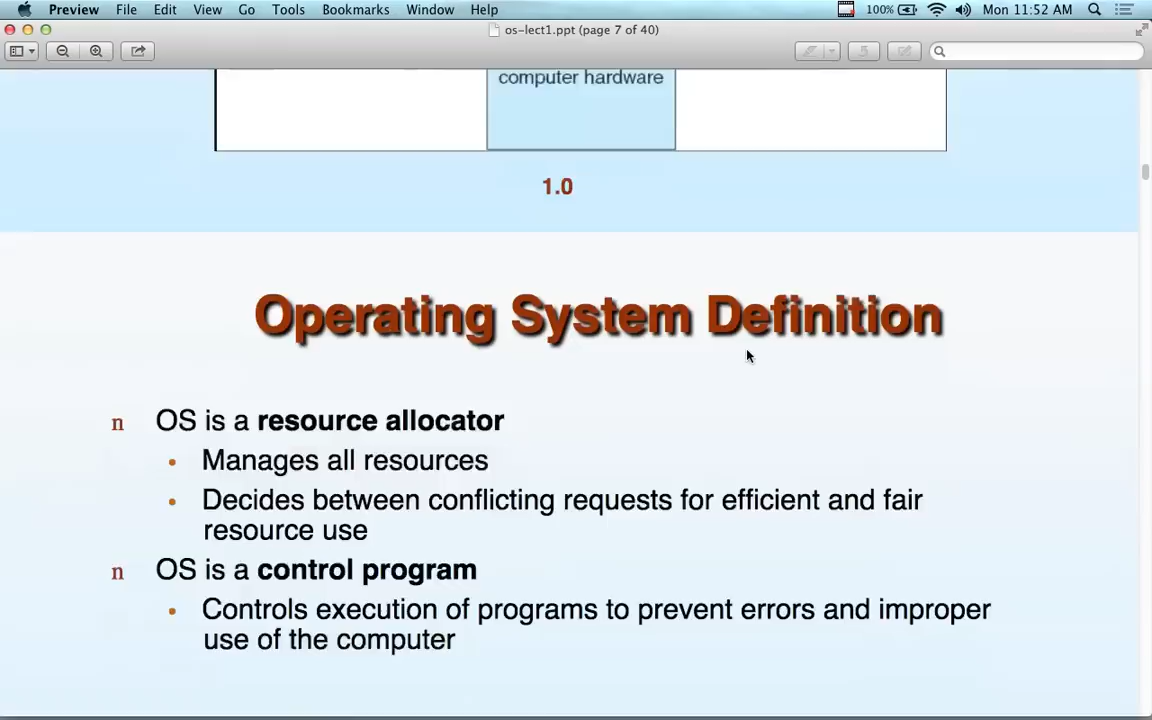 Preview File Edit View Go Tools Bookmarks Window Help 100% Mon 11:52 AM
os-lect1.ppt (page 7 of 40)
computer hardware
1.0
Operating System Definition
n OS is a resource allocator
• Manages all resources
• Decides between conflicting requests for efficient and fair
resource use
n OS is a control program
• Controls execution of programs to prevent errors and improper
use of the computer